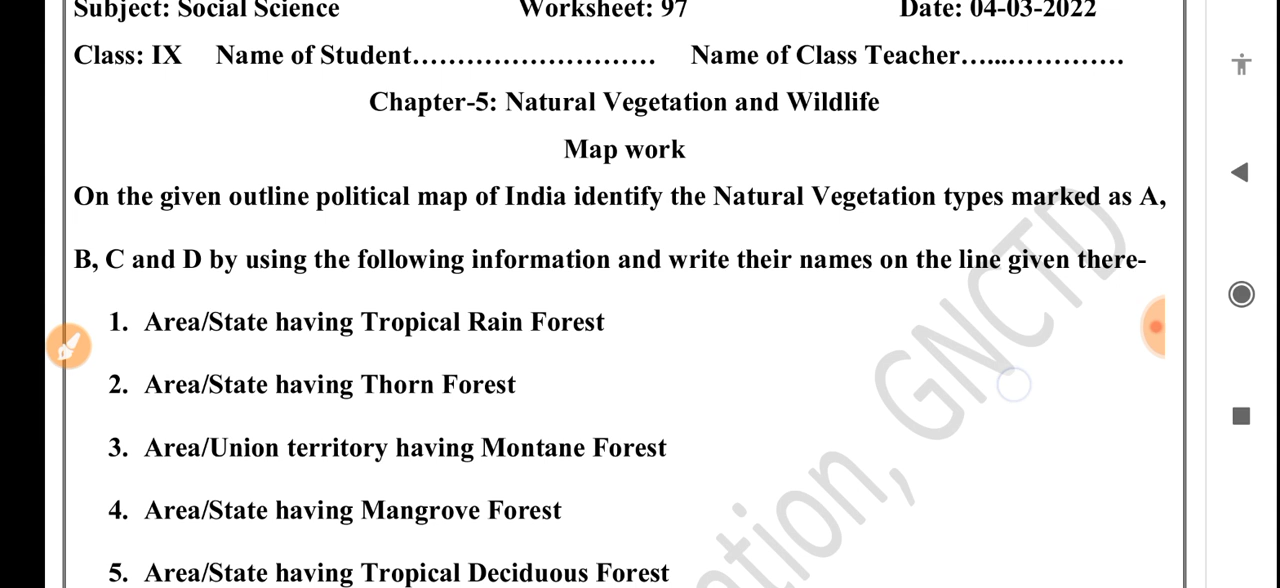 Subject: Social Science Worksheet: 97 Date: 04-03-2022
Class: IX Name of Student............................ Name of Class Teacher...................
Chapter-5: Natural Vegetation and Wildlife
Map work
On the given outline political map of India identify the Natural Vegetation types marked as A,
B, C and D by using the following information and write their names on the line given there-
1. Area/State having Tropical Rain Forest
2. Area/State having Thorn Forest
3. Area/Union territory having Montane Forest
4. Area/State having Mangrove Forest
5. Area/State having Tropical Deciduous Forest
tion, GNCTD